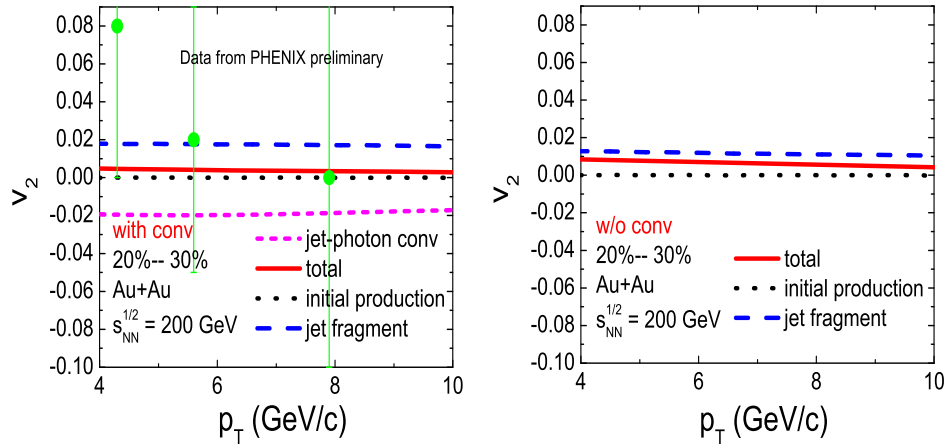 0.08
0.06
0.04
0.02
0.00
-0.02
-0.04
-0.06
-0.08
-0.10
v2
Data from PHENIX preliminary
with conv
20%-- 30%
Au+Au
sNN1/2 = 200 GeV
jet-photon conv
total
initial production
jet fragment
4 6 8 10
pT (GeV/c)
0.08
0.06
0.04
0.02
0.00
-0.02
-0.04
-0.06
-0.08
-0.10
v2
w/o conv
20%-- 30%
Au+Au
sNN1/2 = 200 GeV
total
initial production
jet fragment
4 6 8 10
pT (GeV/c)